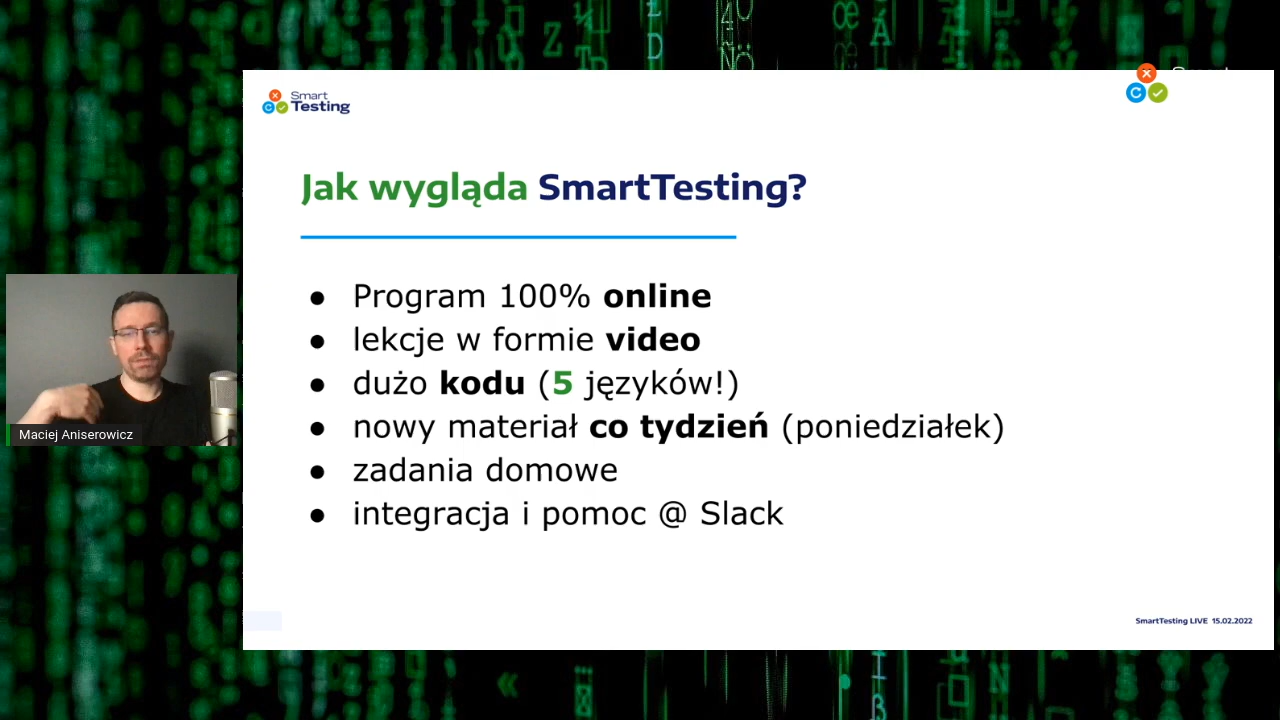 Smart
Testing
Jak wygląda SmartTesting?
● Program 100% online
● lekcje w formie video
● dużo kodu (5 języków!)
● nowy materiał co tydzień (poniedziałek)
● zadania domowe
● integracja i pomoc @ Slack
Maciej Aniserowicz
SmartTesting LIVE 15.02.2022